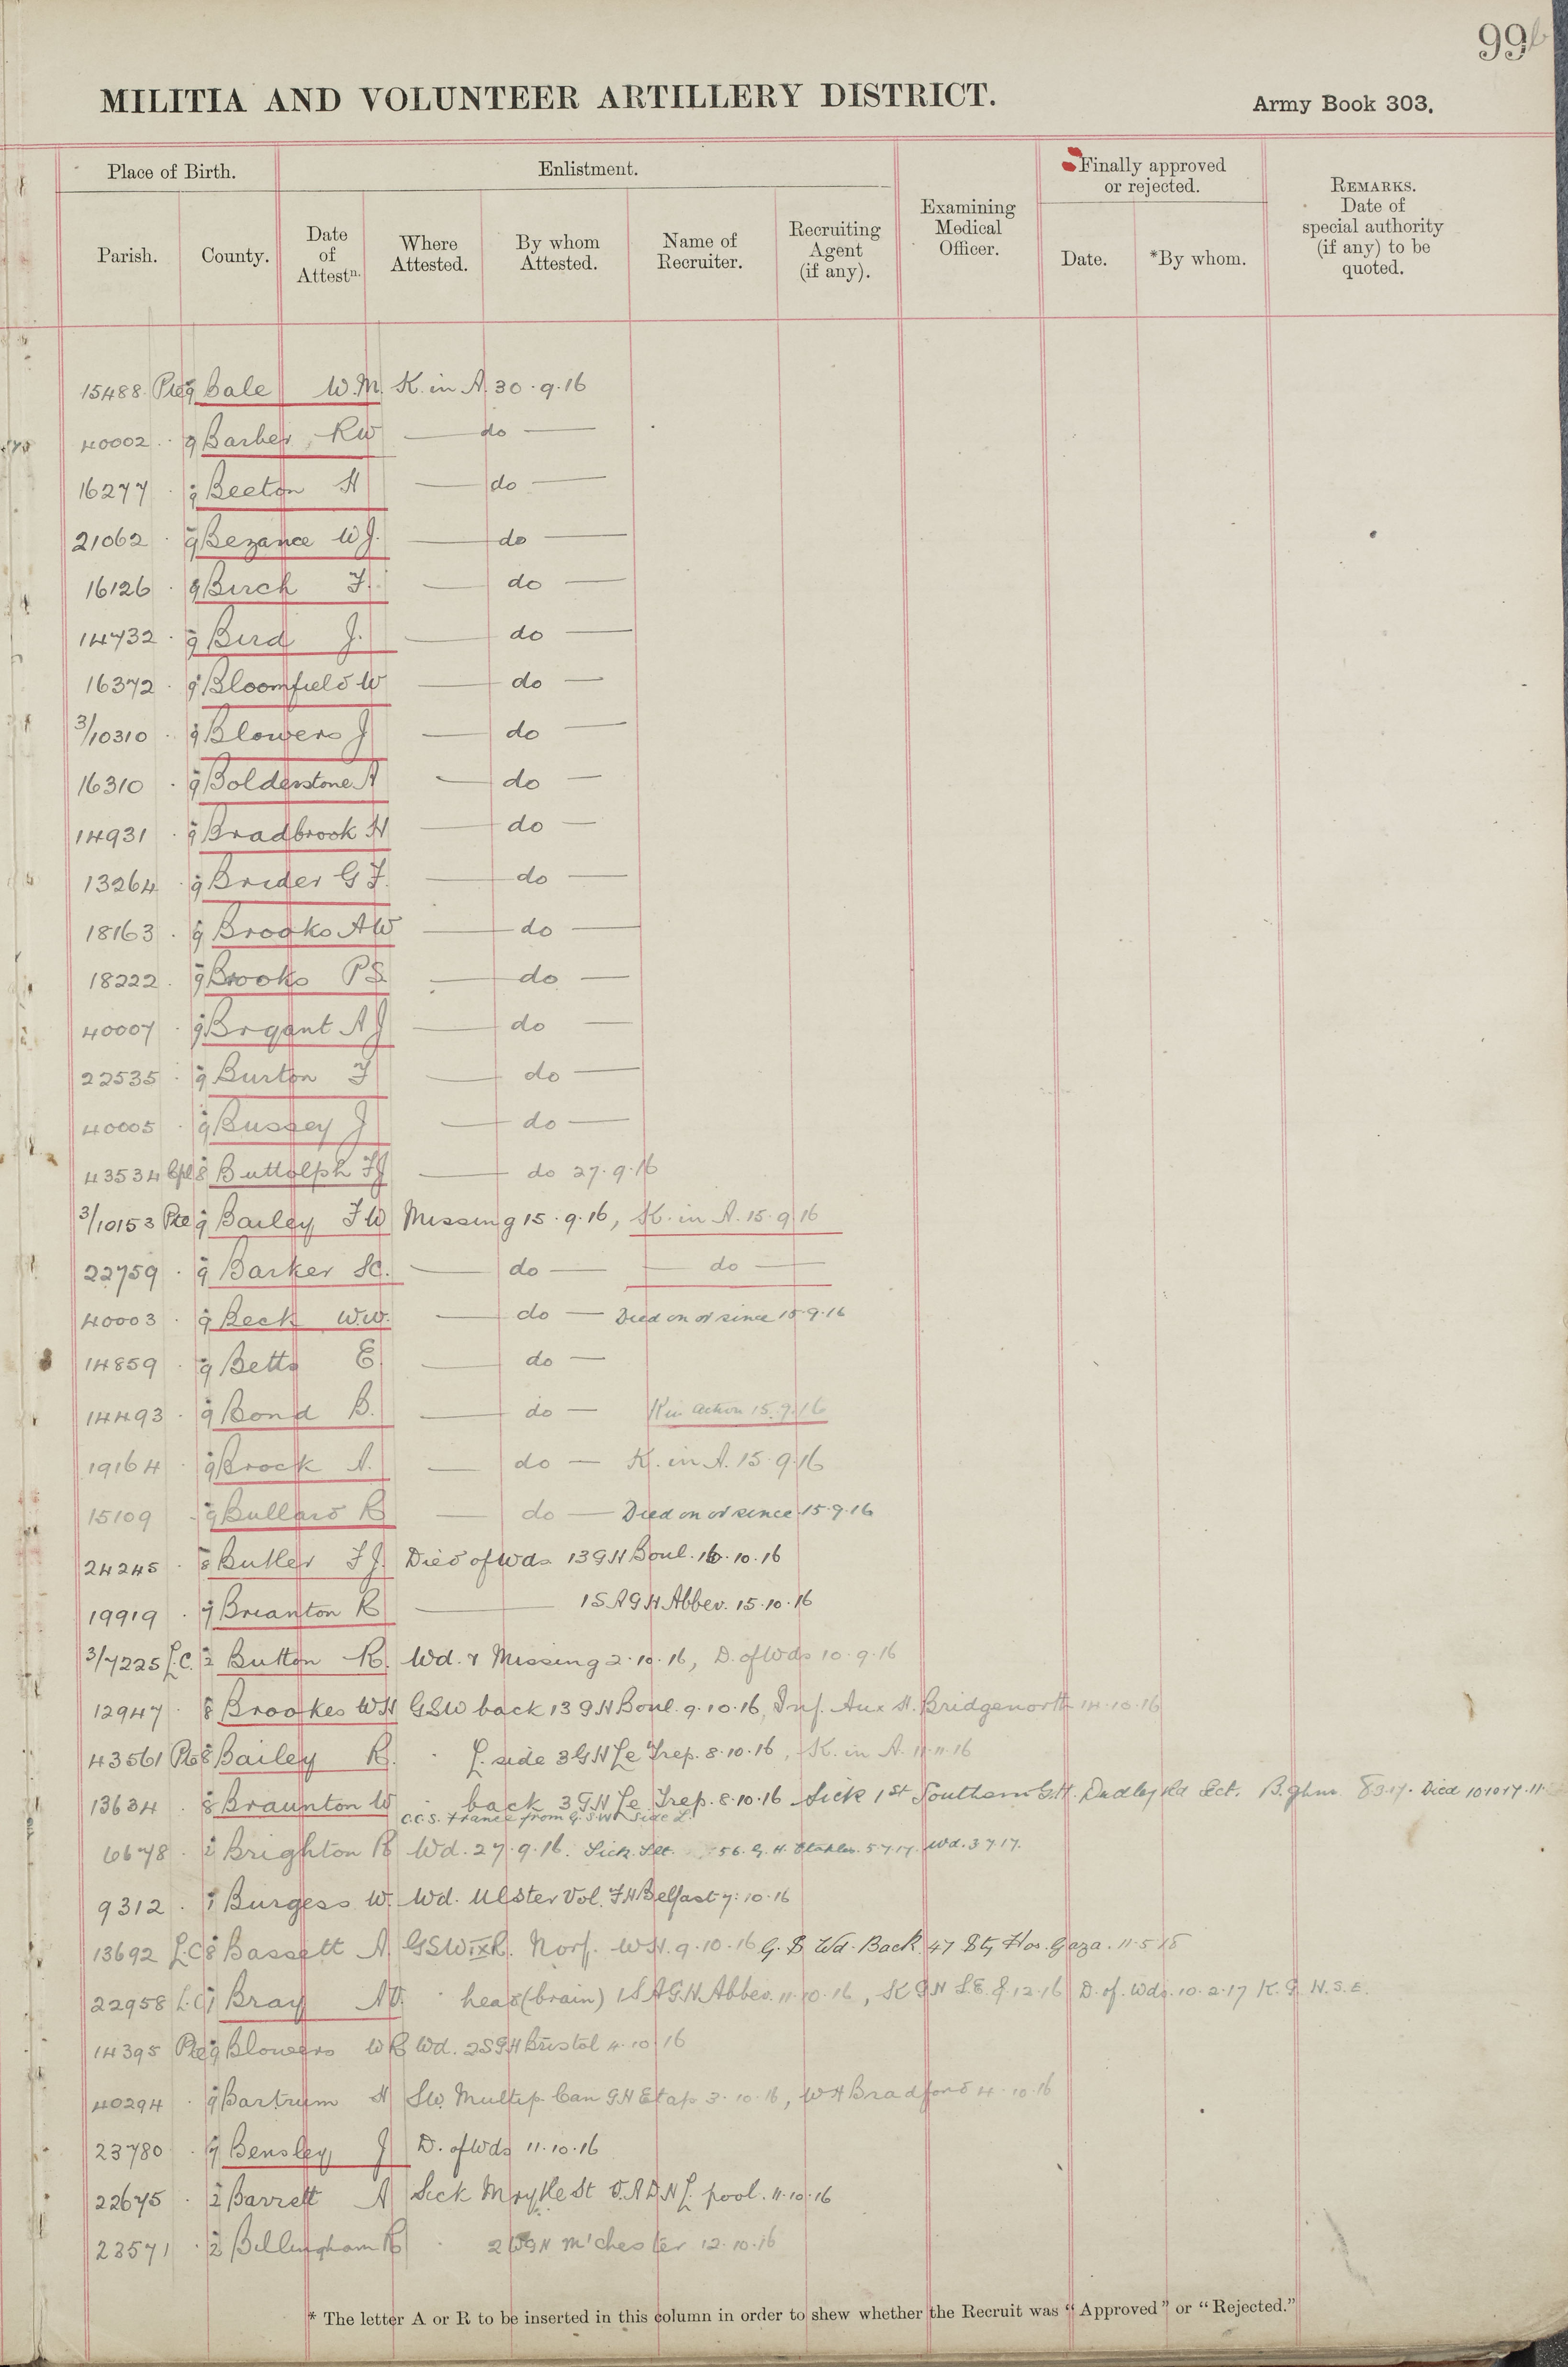 99b
MILITIA AND VOLUNTEER ARTILLERY DISTRICT.
Army Book 303.
Place of Birth.
Enlistment.
Finally approved or rejected.
Parish.
County.
Date of Attestn.
Where Attested.
By whom Attested.
Name of Recruiter.
Recruiting Agent (if any).
Examining Medical Officer.
Date.
*By whom.
REMARKS. Date of special authority (if any) to be quoted.
15488 Pte 9 Bale W.M. K. in A. 30.9.16
40002 . 9 Barber, RW — do —
16277 . 9 Beeton H — do —
21062 . 9 Bezance WJ. — do —
16126 . 9 Birch F. — do —
14732 . 9 Bird J. — do —
16372 . 9 Bloomfield W — do —
3/10310 . 9 Blowers J — do —
16310 . 9 Bolderstone A — do —
14931 . 9 Bradbrook H — do —
13264 . 9 Brider G F. — do —
18163 . 9 Brooks AW — do —
18222 . 9 Brooks PS — do —
40007 . 9 Bryant A J — do —
22535 . 9 Burton F — do —
40005 . 9 Bussey J — do —
43534 Cpl 8 Buttolph FJ — do 27.9.16
3/10153 Pte 9 Bailey FW Missing 15.9.16, K. in A. 15.9.16
22759 . 9 Barker Sc. — do — — do —
40003 . 9 Beck W.W. — do — Died on or since 15.9.16
14859 . 9 Betts E. — do —
14493 . 9 Bond B. — do — K in action 15.9.16
19164 . 9 Brock A. — do — K. in A. 15.9.16
15109 . 9 Bullard R — do — Died on or since 15.9.16
24245 . 8 Butler F J. Died of Wds 13 G H Boul. 16.10.16
19919 . 7 Brianton R — 1 S A G H Abbev. 15.10.16
3/7225 L.C. 2 Button R. Wd. & Missing 2.10.16, D. of Wds 10.9.16
12947 . 8 Brookes WH GSW back 13 G.H Boul. 9.10.16, Inf. Aux H. Bridgenorth 14.10.16
43561 Pte 8 Bailey R. . L. side 3 G H Le Trep. 8.10.16, K. in A. 11.11.16
13634 . 8 Braunton W . back 3 G H Le Trep. 8.10.16 Sick 1st Southern G.H. Dudley Rd Sct. B.ghm. 8.3.17. Died 10.10.17
C.C.S. France from G.S.W. Side L.
6678 . 2 Brighton R Wd. 27.9.16. Sick. Slt. 56. G. H. Etaples. 5.7.17. Wd. 3.7.17.
9312 . 1 Burgess W. Wd. Ulster Vol. F H Belfast 7.10.16
13692 L.C 8 Bassett A GSW Ixh. Norf. W.H. 9.10.16 G. S Wd. Back 47 Sty Hos. Gaza. 11.5.18
22958 L.C 1 Bray AV. . head (brain) 1 S A G.H Abbev. 11.10.16, K G H S.E. 8.12.16 D. of. Wds. 10.2.17 K. G. H. S. E.
14395 Pte 9 Blowers W R Wd. 2 S G H Bristol 4.10.16
40294 . 9 Bartrum H SW. Multip. Can G H Etap 3.10.16, W H Bradford 4.10.16
23780 . 7 Bensley J D. of Wds 11.10.16
22675 . 2 Barrett A Sick Myrtle St V.A D H L. pool. 11.10.16
23571 . 2 Billingham R . 2 W G H M'chester 12.10.16
* The letter A or R to be inserted in this column in order to shew whether the Recruit was "Approved" or "Rejected."